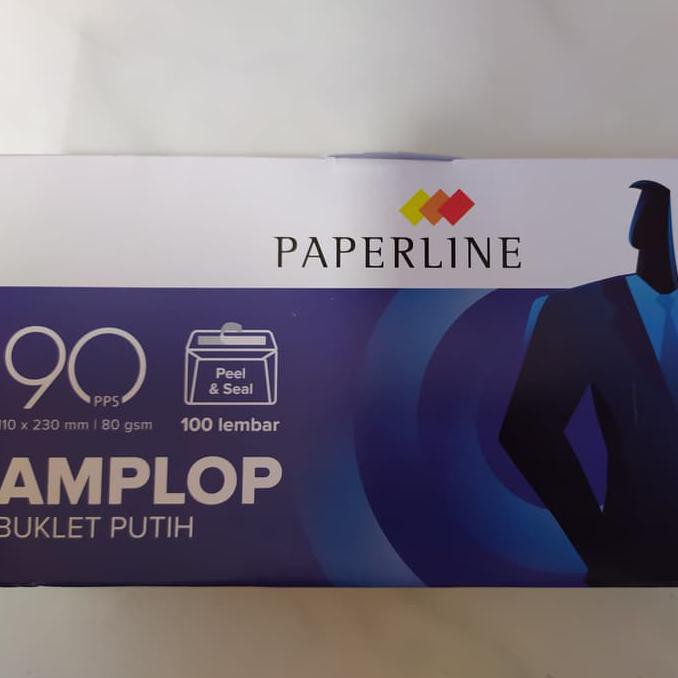 PAPERLINE
90
PPS
110 x 230 mm | 80 gsm
Peel
& Seal
100 lembar
AMPLOP
BUKLET PUTIH